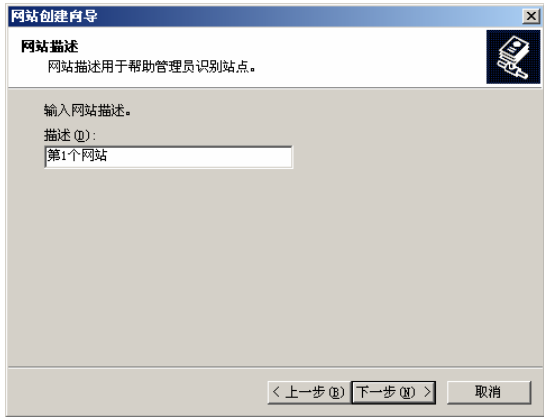 网站创建向导
网站描述
网站描述用于帮助管理员识别站点。
输入网站描述。
描述(D):
第1个网站
< 上一步(B) 下一步(N) > 取消